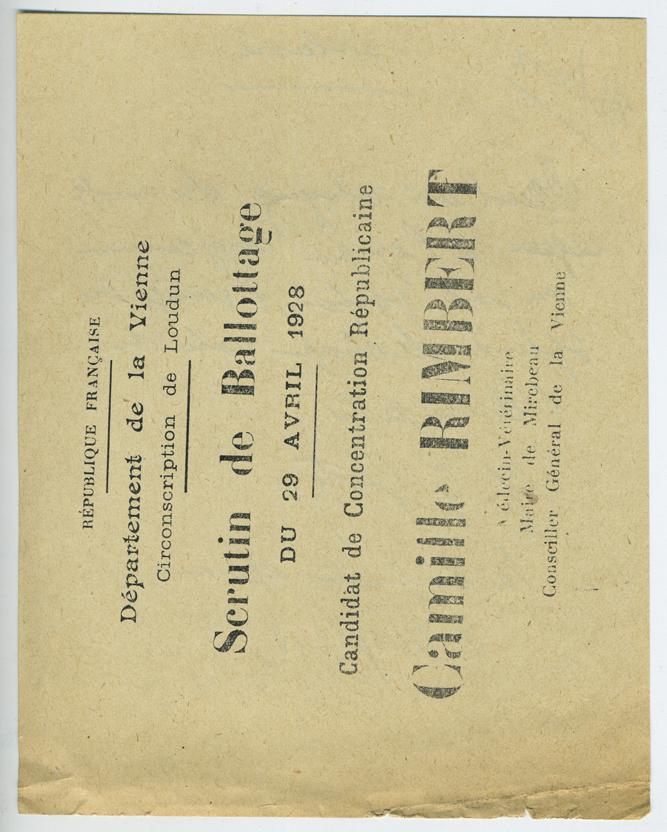 RÉPUBLIQUE FRANÇAISE
Département de la Vienne
Circonscription de Loudun
Scrutin de Ballottage
DU 29 AVRIL 1928
Candidat de Concentration Républicaine
Camille RIMBERT
Médecin-Vétérinaire
Maire de Mirebeau
Conseiller Général de la Vienne